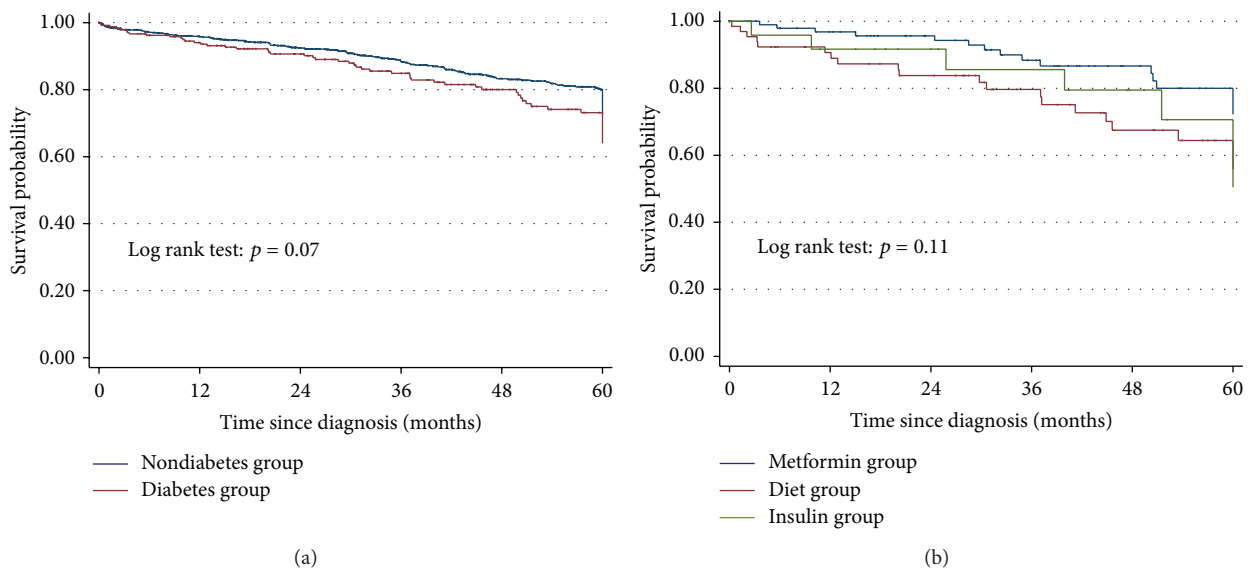 1.00
0.80
0.60
0.40
0.20
0.00
Survival probability
Log rank test: p = 0.07
0 12 24 36 48 60
Time since diagnosis (months)
Nondiabetes group
Diabetes group
(a)
1.00
0.80
0.60
0.40
0.20
0.00
Survival probability
Log rank test: p = 0.11
0 12 24 36 48 60
Time since diagnosis (months)
Metformin group
Diet group
Insulin group
(b)